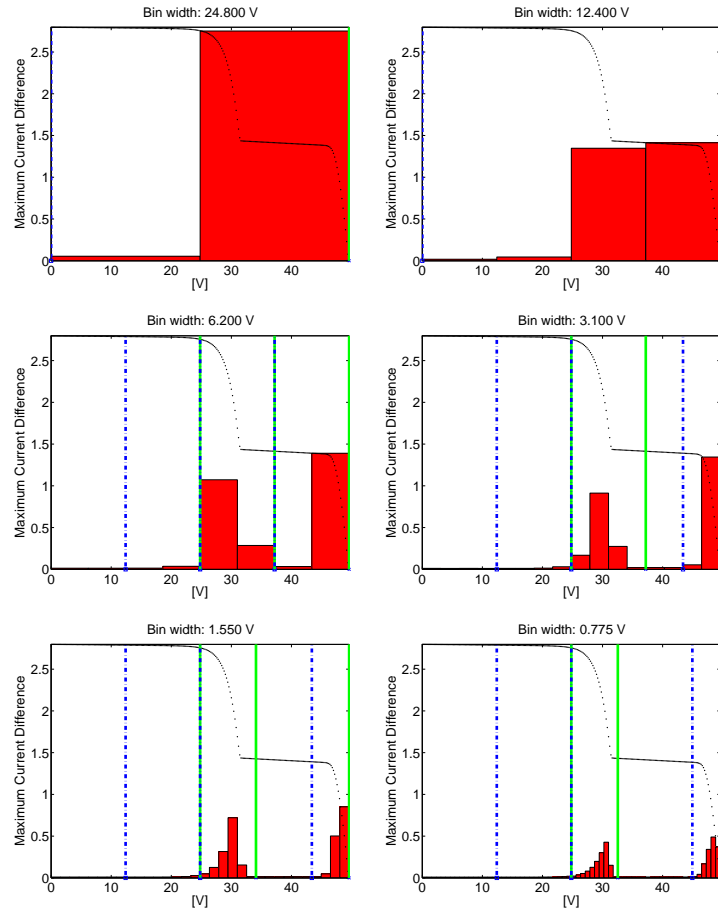 Bin width: 24.800 V
2.5
2
1.5
1
0.5
0
Maximum Current Difference
0 10 20 30 40
[V]
Bin width: 12.400 V
2.5
2
1.5
1
0.5
0
Maximum Current Difference
0 10 20 30 40
[V]
Bin width: 6.200 V
2.5
2
1.5
1
0.5
0
Maximum Current Difference
0 10 20 30 40
[V]
Bin width: 3.100 V
2.5
2
1.5
1
0.5
0
Maximum Current Difference
0 10 20 30 40
[V]
Bin width: 1.550 V
2.5
2
1.5
1
0.5
0
Maximum Current Difference
0 10 20 30 40
[V]
Bin width: 0.775 V
2.5
2
1.5
1
0.5
0
Maximum Current Difference
0 10 20 30 40
[V]